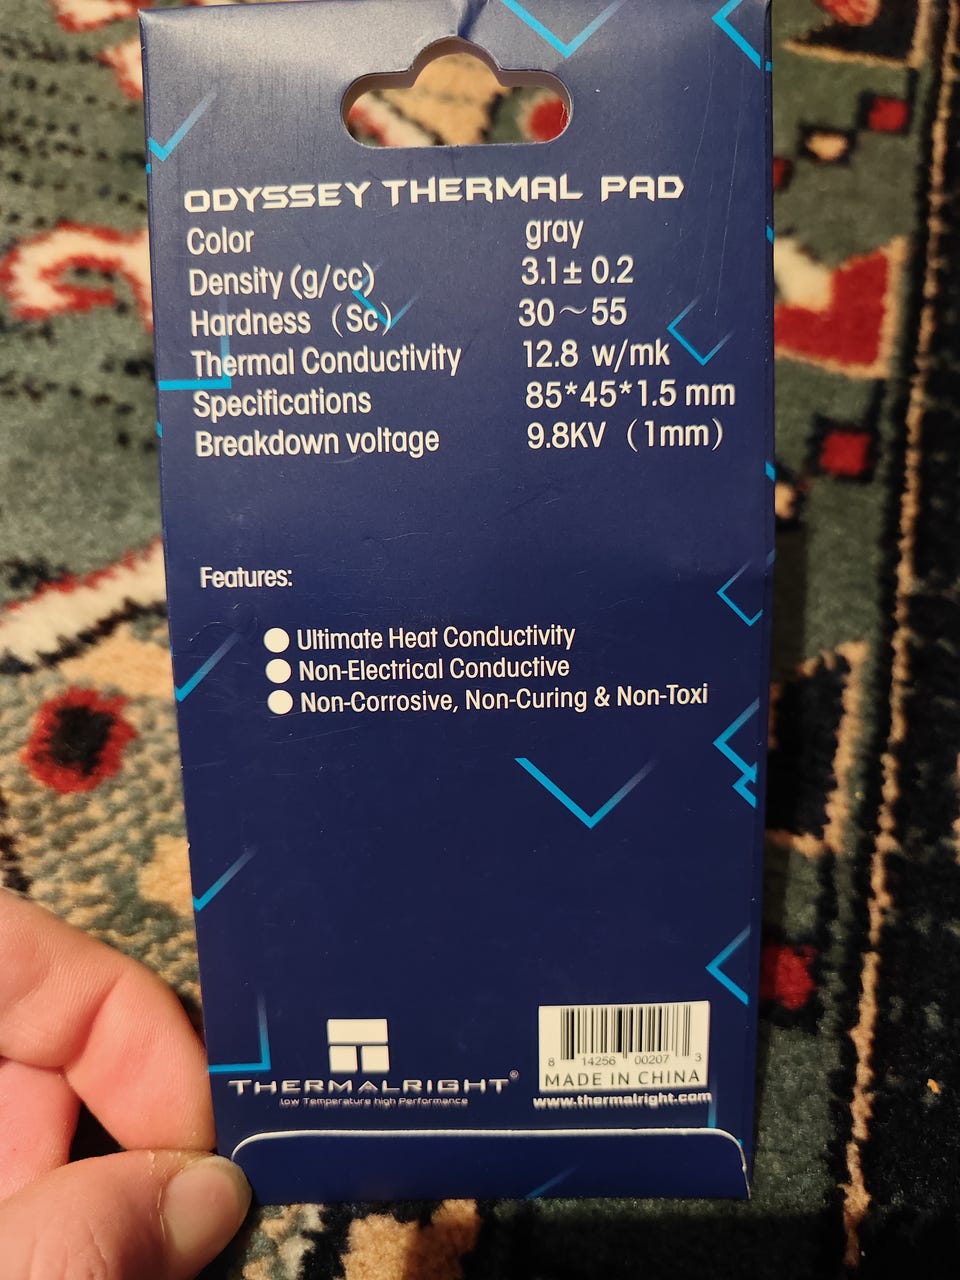 ODYSSEY THERMAL PAD
Color gray
Density (g/cc) 3.1± 0.2
Hardness （Sc） 30～55
Thermal Conductivity 12.8 w/mk
Specifications 85*45*1.5 mm
Breakdown voltage 9.8KV （1mm）
Features:
Ultimate Heat Conductivity
Non-Electrical Conductive
Non-Corrosive, Non-Curing & Non-Toxi
THERMALRIGHT®
low Temperature high Performance
8 14256 00207 3
MADE IN CHINA
www.thermalright.com